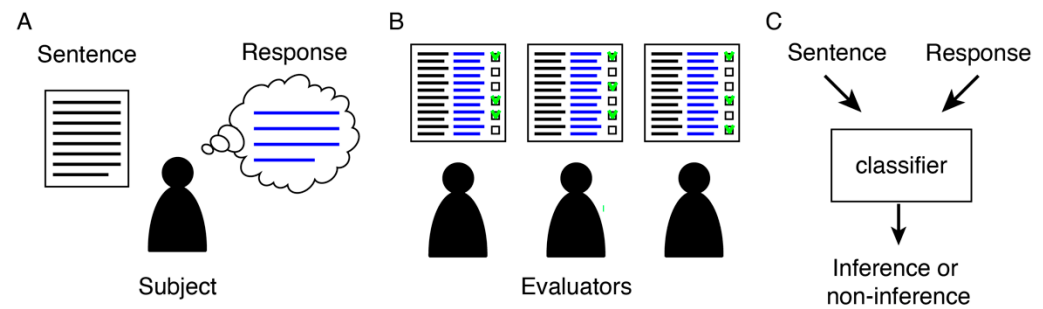 A
Sentence
Response
Subject
B
Evaluators
C
Sentence
Response
classifier
Inference or
non-inference